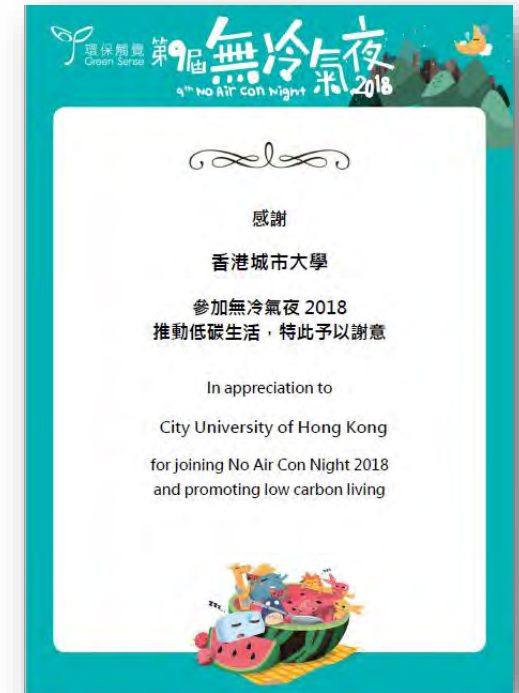 環保觸覺
Green Sense
第9屆無冷氣夜
9th No Air Con Night 2018
感謝
香港城市大學
參加無冷氣夜 2018
推動低碳生活，特此予以謝意
In appreciation to
City University of Hong Kong
for joining No Air Con Night 2018
and promoting low carbon living
zzz..
zzz